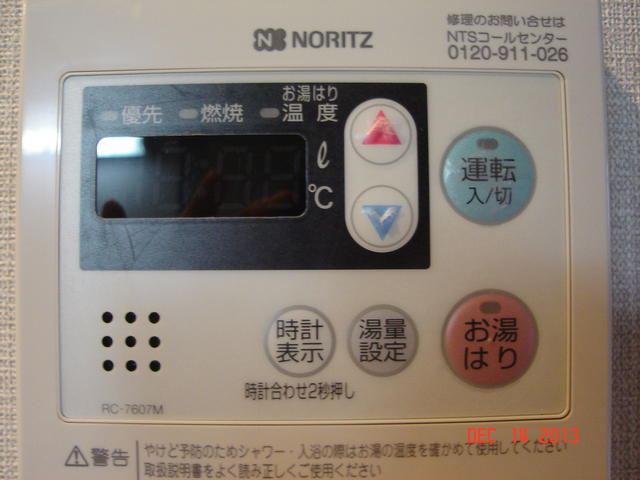 NORITZ
修理のお問い合せは
NTSコールセンター
0120-911-026
優先 燃焼 お湯はり温度
ℓ
℃
運転
入/切
時計
表示
湯量
設定
お湯
はり
時計合わせ2秒押し
RC-7607M
DEC 16 2013
警告
やけど予防のためシャワー・入浴の際はお湯の温度を確かめて使用してください
取扱説明書をよく読み正しくご使用ください